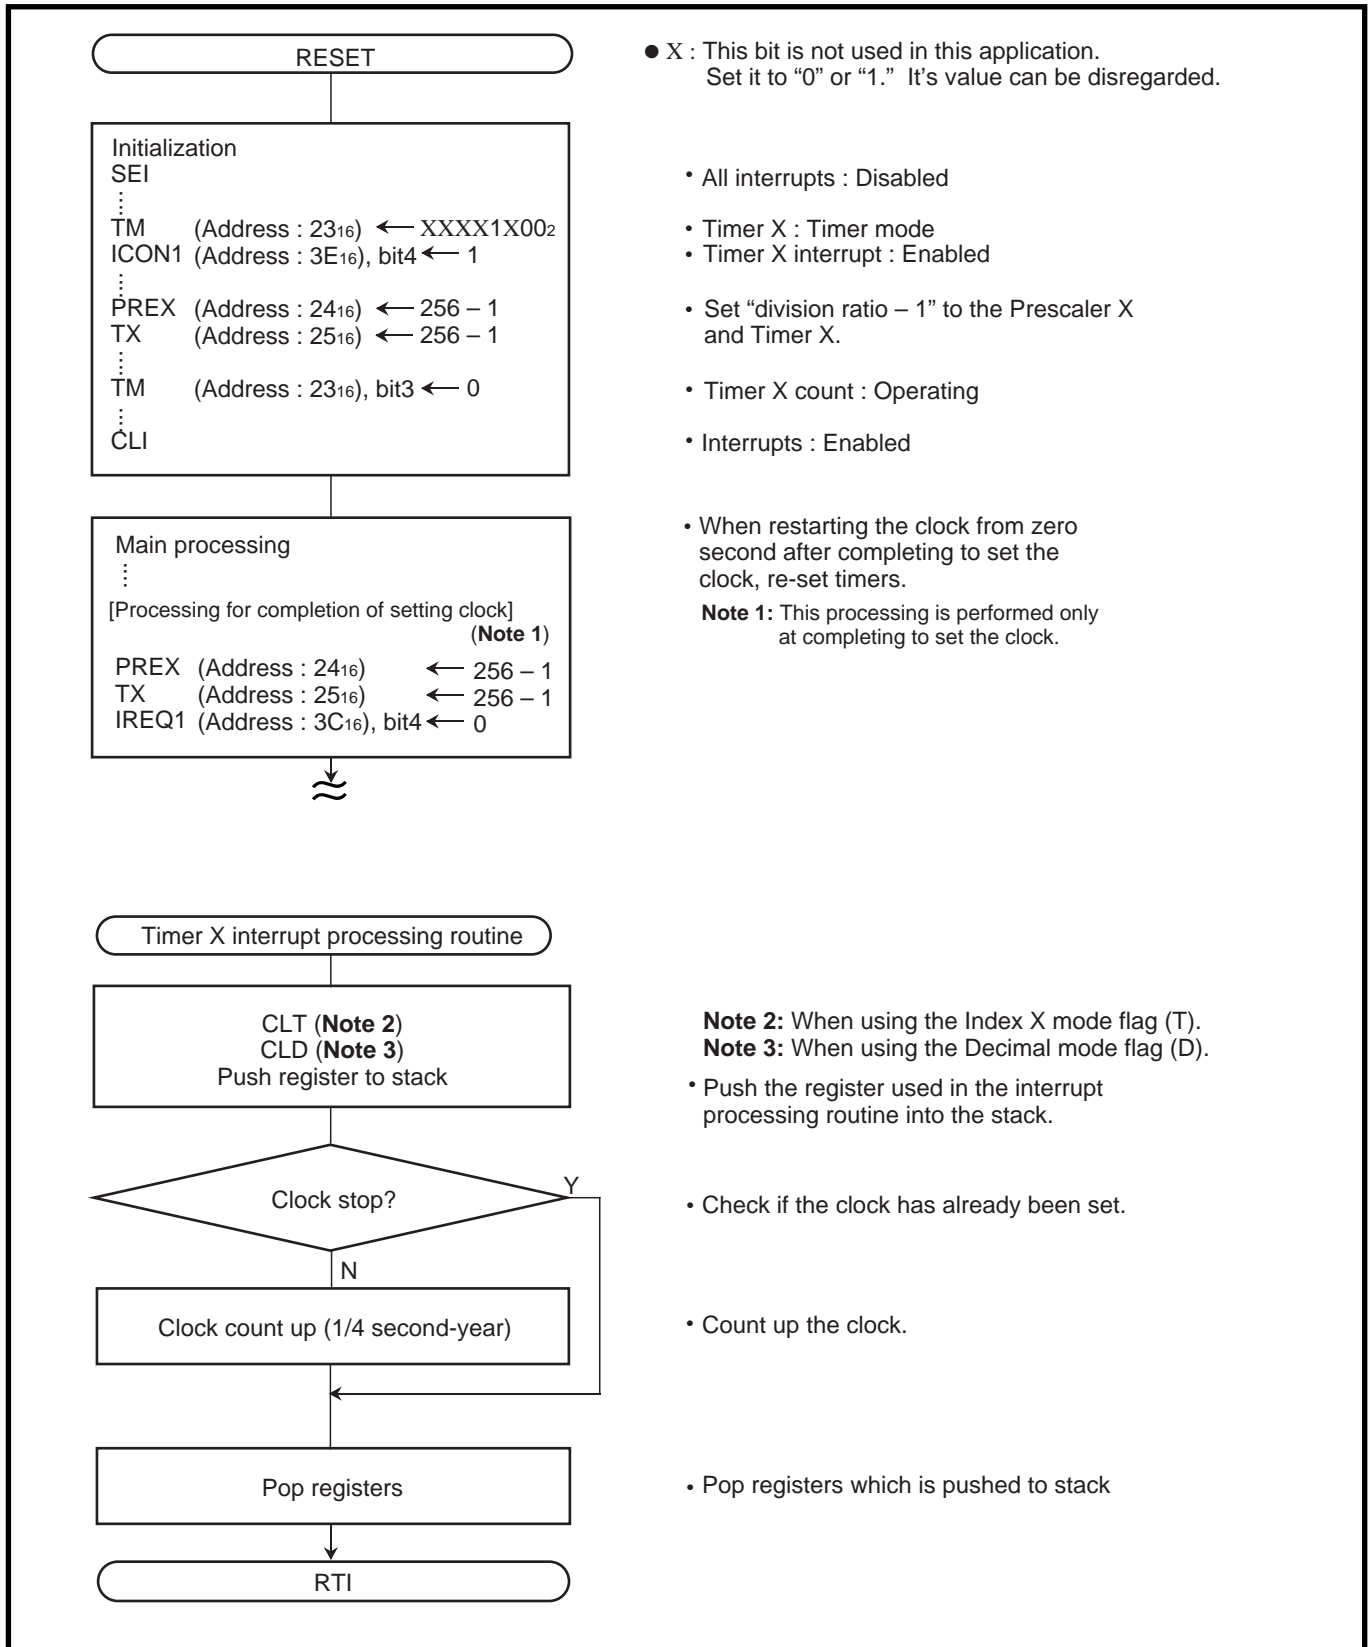 RESET
● X : This bit is not used in this application.
Set it to “0” or “1.” It’s value can be disregarded.
Initialization
SEI
• All interrupts : Disabled
TM (Address : 23₁₆) ← XXXX1X00₂
• Timer X : Timer mode
ICON1 (Address : 3E₁₆), bit4 ← 1
• Timer X interrupt : Enabled
PREX (Address : 24₁₆) ← 256 – 1
• Set “division ratio – 1” to the Prescaler X
TX (Address : 25₁₆) ← 256 – 1
and Timer X.
TM (Address : 23₁₆), bit3 ← 0
• Timer X count : Operating
CLI
• Interrupts : Enabled
Main processing
• When restarting the clock from zero
second after completing to set the
clock, re-set timers.
[Processing for completion of setting clock]
(Note 1)
Note 1: This processing is performed only
at completing to set the clock.
PREX (Address : 24₁₆) ← 256 – 1
TX (Address : 25₁₆) ← 256 – 1
IREQ1 (Address : 3C₁₆), bit4 ← 0
Timer X interrupt processing routine
CLT (Note 2)
CLD (Note 3)
Push register to stack
Note 2: When using the Index X mode flag (T).
Note 3: When using the Decimal mode flag (D).
• Push the register used in the interrupt
processing routine into the stack.
Clock stop?
Y
N
• Check if the clock has already been set.
Clock count up (1/4 second-year)
• Count up the clock.
Pop registers
• Pop registers which is pushed to stack
RTI